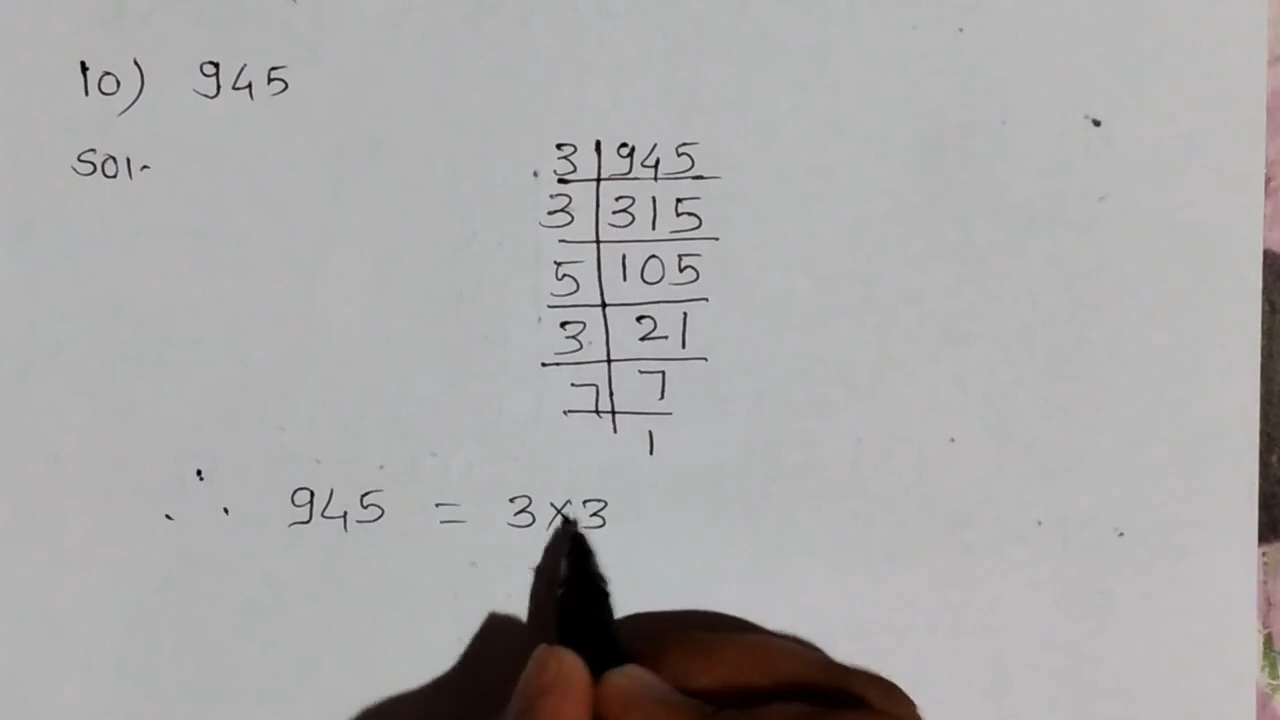 10) 945
Sol.
3 | 945
3 | 315
5 | 105
3 | 21
7 | 7
1
∴ 945 = 3×3